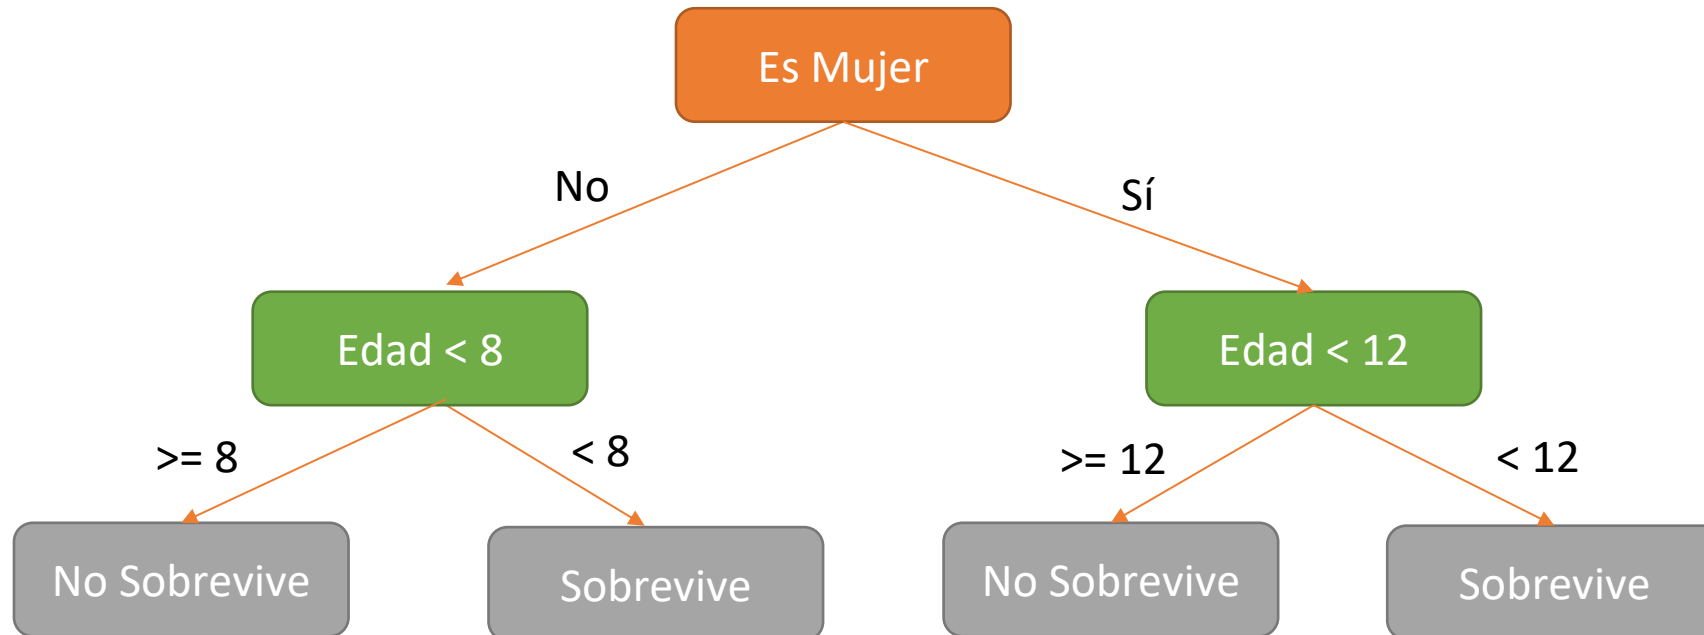 Es Mujer
No
Sí
Edad < 8
Edad < 12
>= 8
< 8
>= 12
< 12
No Sobrevive
Sobrevive
No Sobrevive
Sobrevive